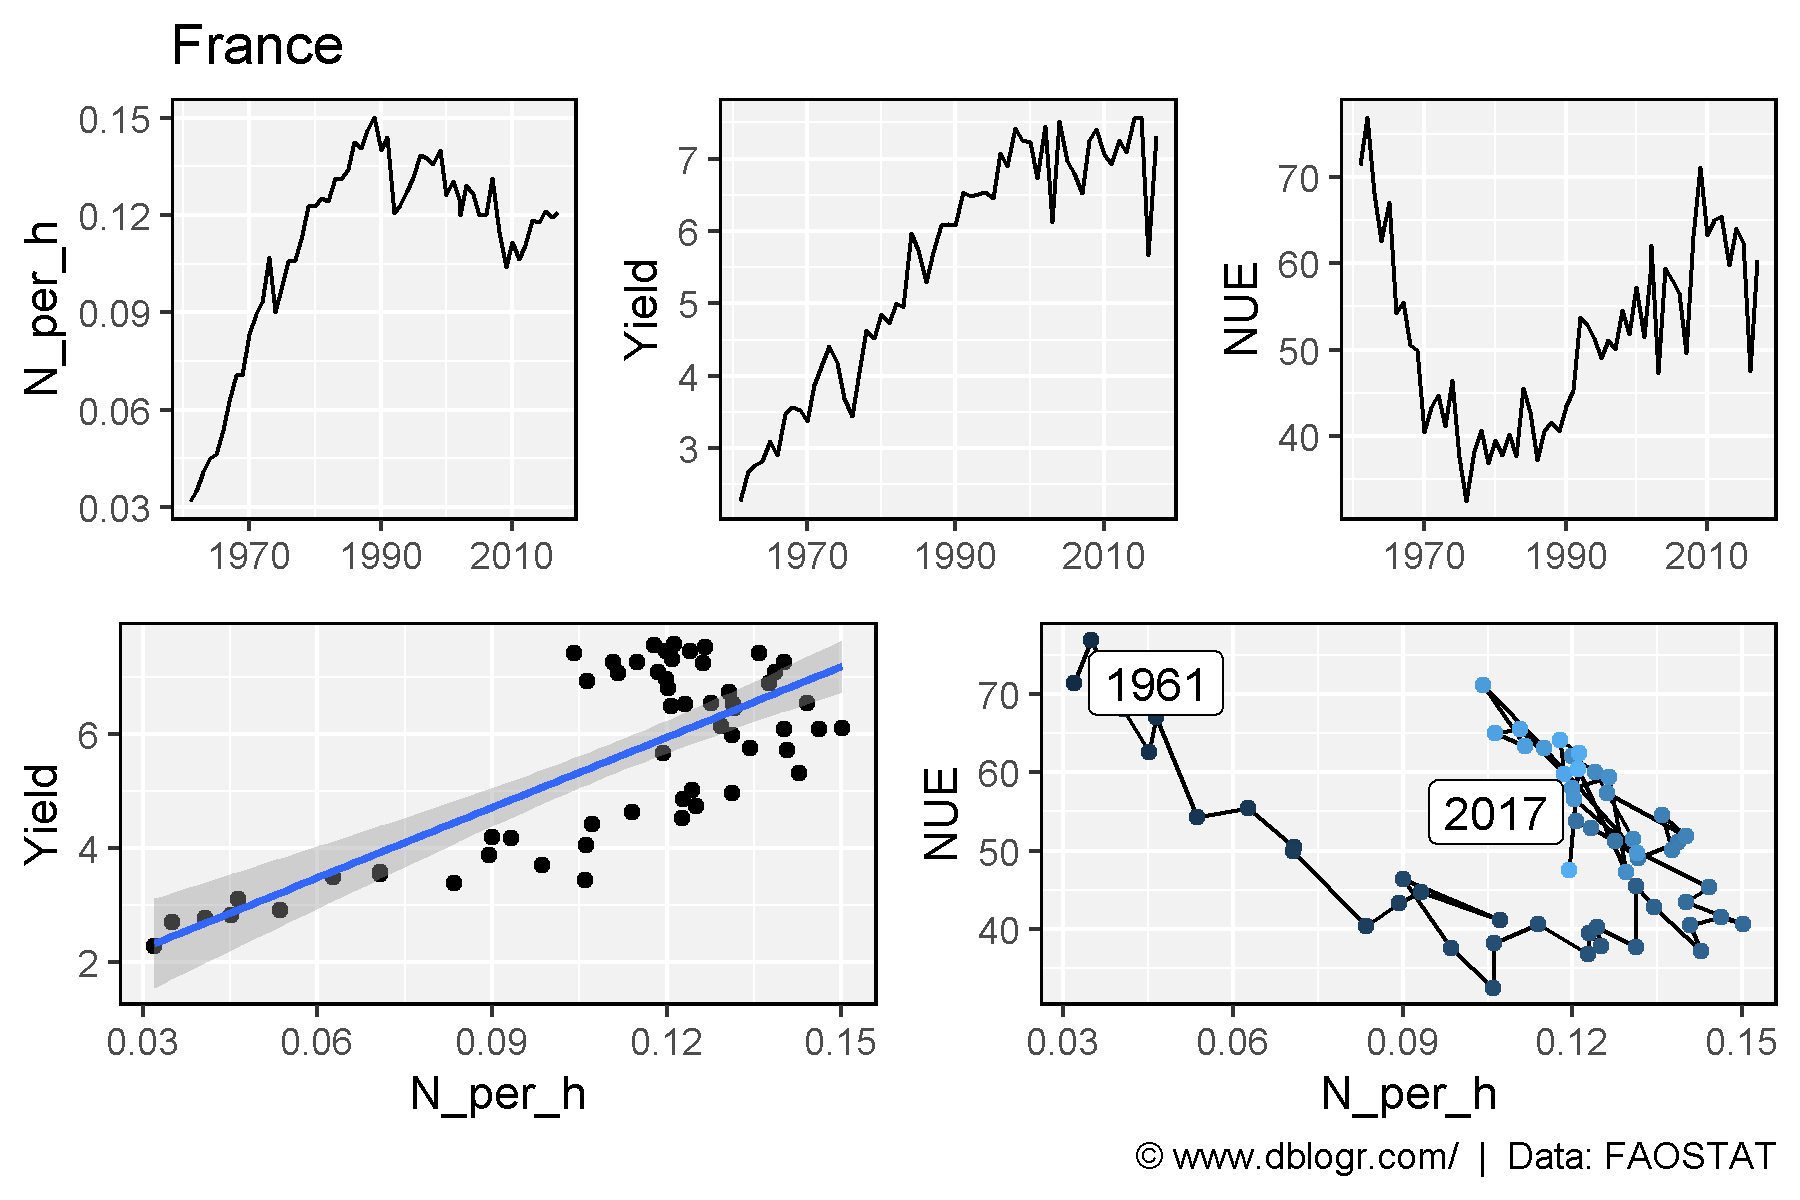 France
N_per_h
0.15
0.12
0.09
0.06
0.03
1970 1990 2010
Yield
7
6
5
4
3
1970 1990 2010
NUE
70
60
50
40
1970 1990 2010
Yield
6
4
2
0.03 0.06 0.09 0.12 0.15
N_per_h
NUE
70
60
50
40
1961
2017
0.03 0.06 0.09 0.12 0.15
N_per_h
© www.dblogr.com/ | Data: FAOSTAT